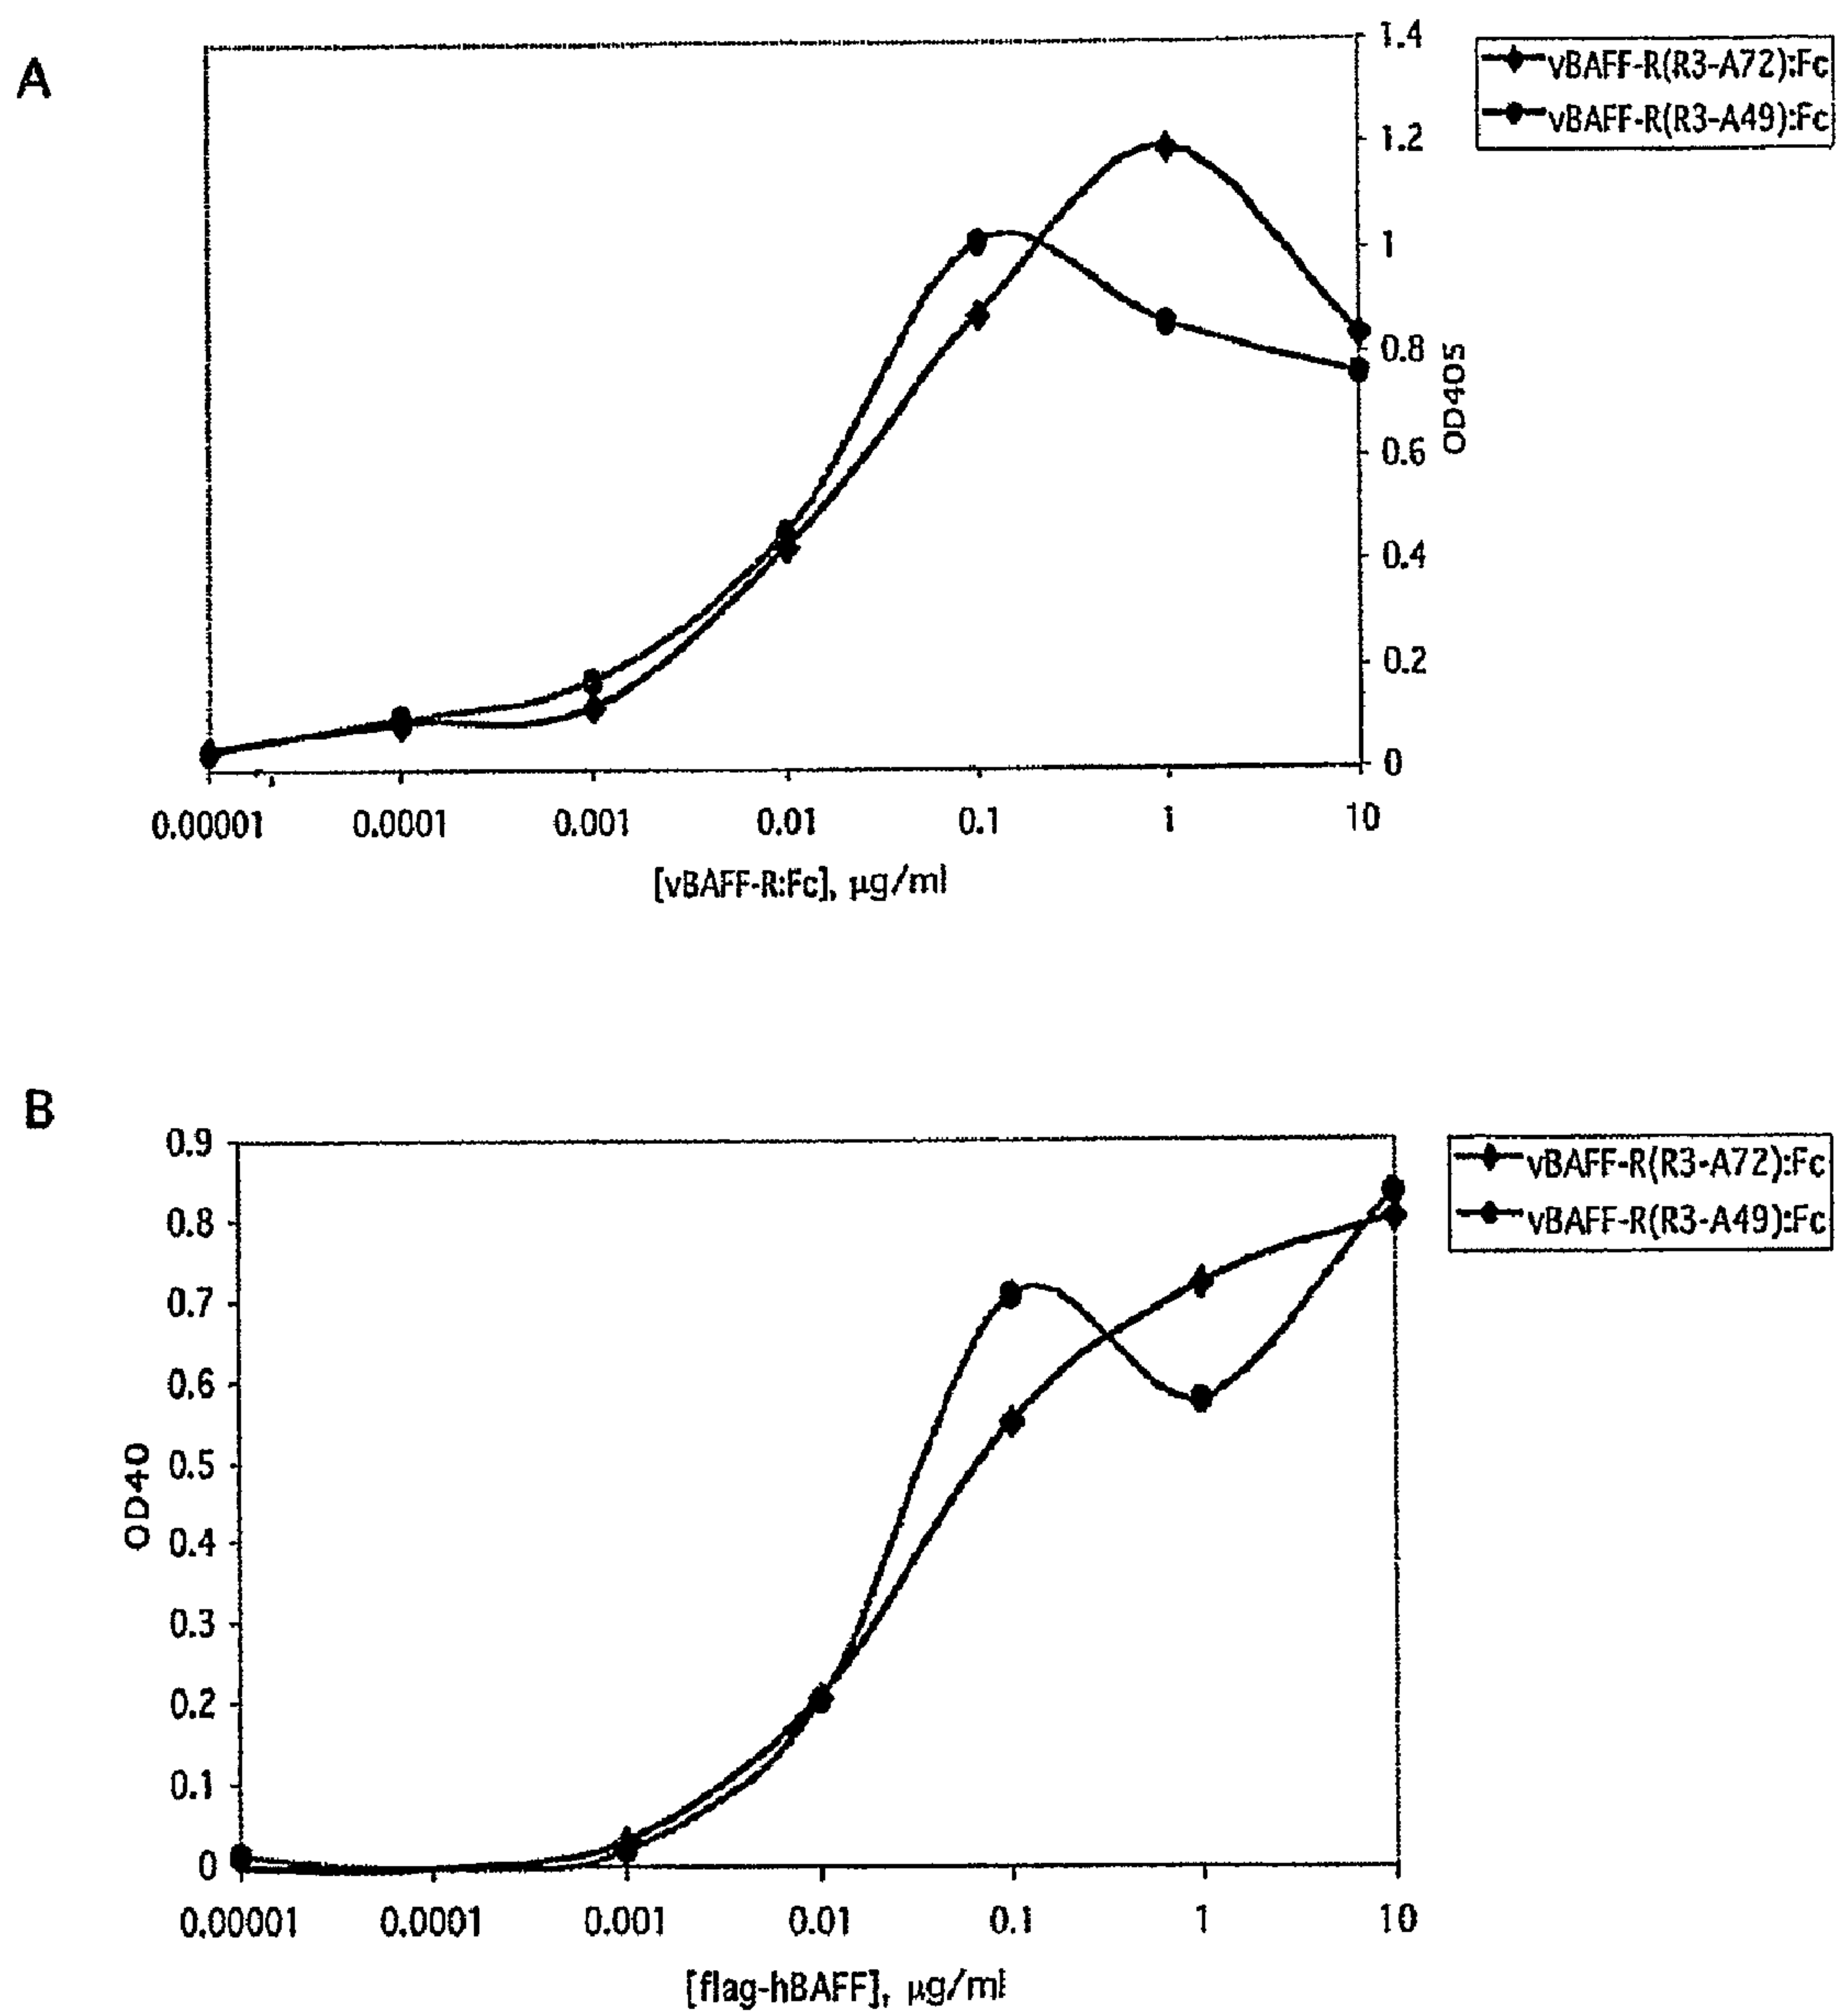 A
1.4
1.2
1
0.8
0.6
0.4
0.2
0
OD405
vBAFF-R(R3-A72):Fc
vBAFF-R(R3-A49):Fc
0.00001 0.0001 0.001 0.01 0.1 1 10
[vBAFF-R:Fc], μg/ml
B
0.9
0.8
0.7
0.6
0.5
0.4
0.3
0.2
0.1
0
OD40
vBAFF-R(R3-A72):Fc
vBAFF-R(R3-A49):Fc
0.00001 0.0001 0.001 0.01 0.1 1 10
[flag-hBAFF], μg/ml